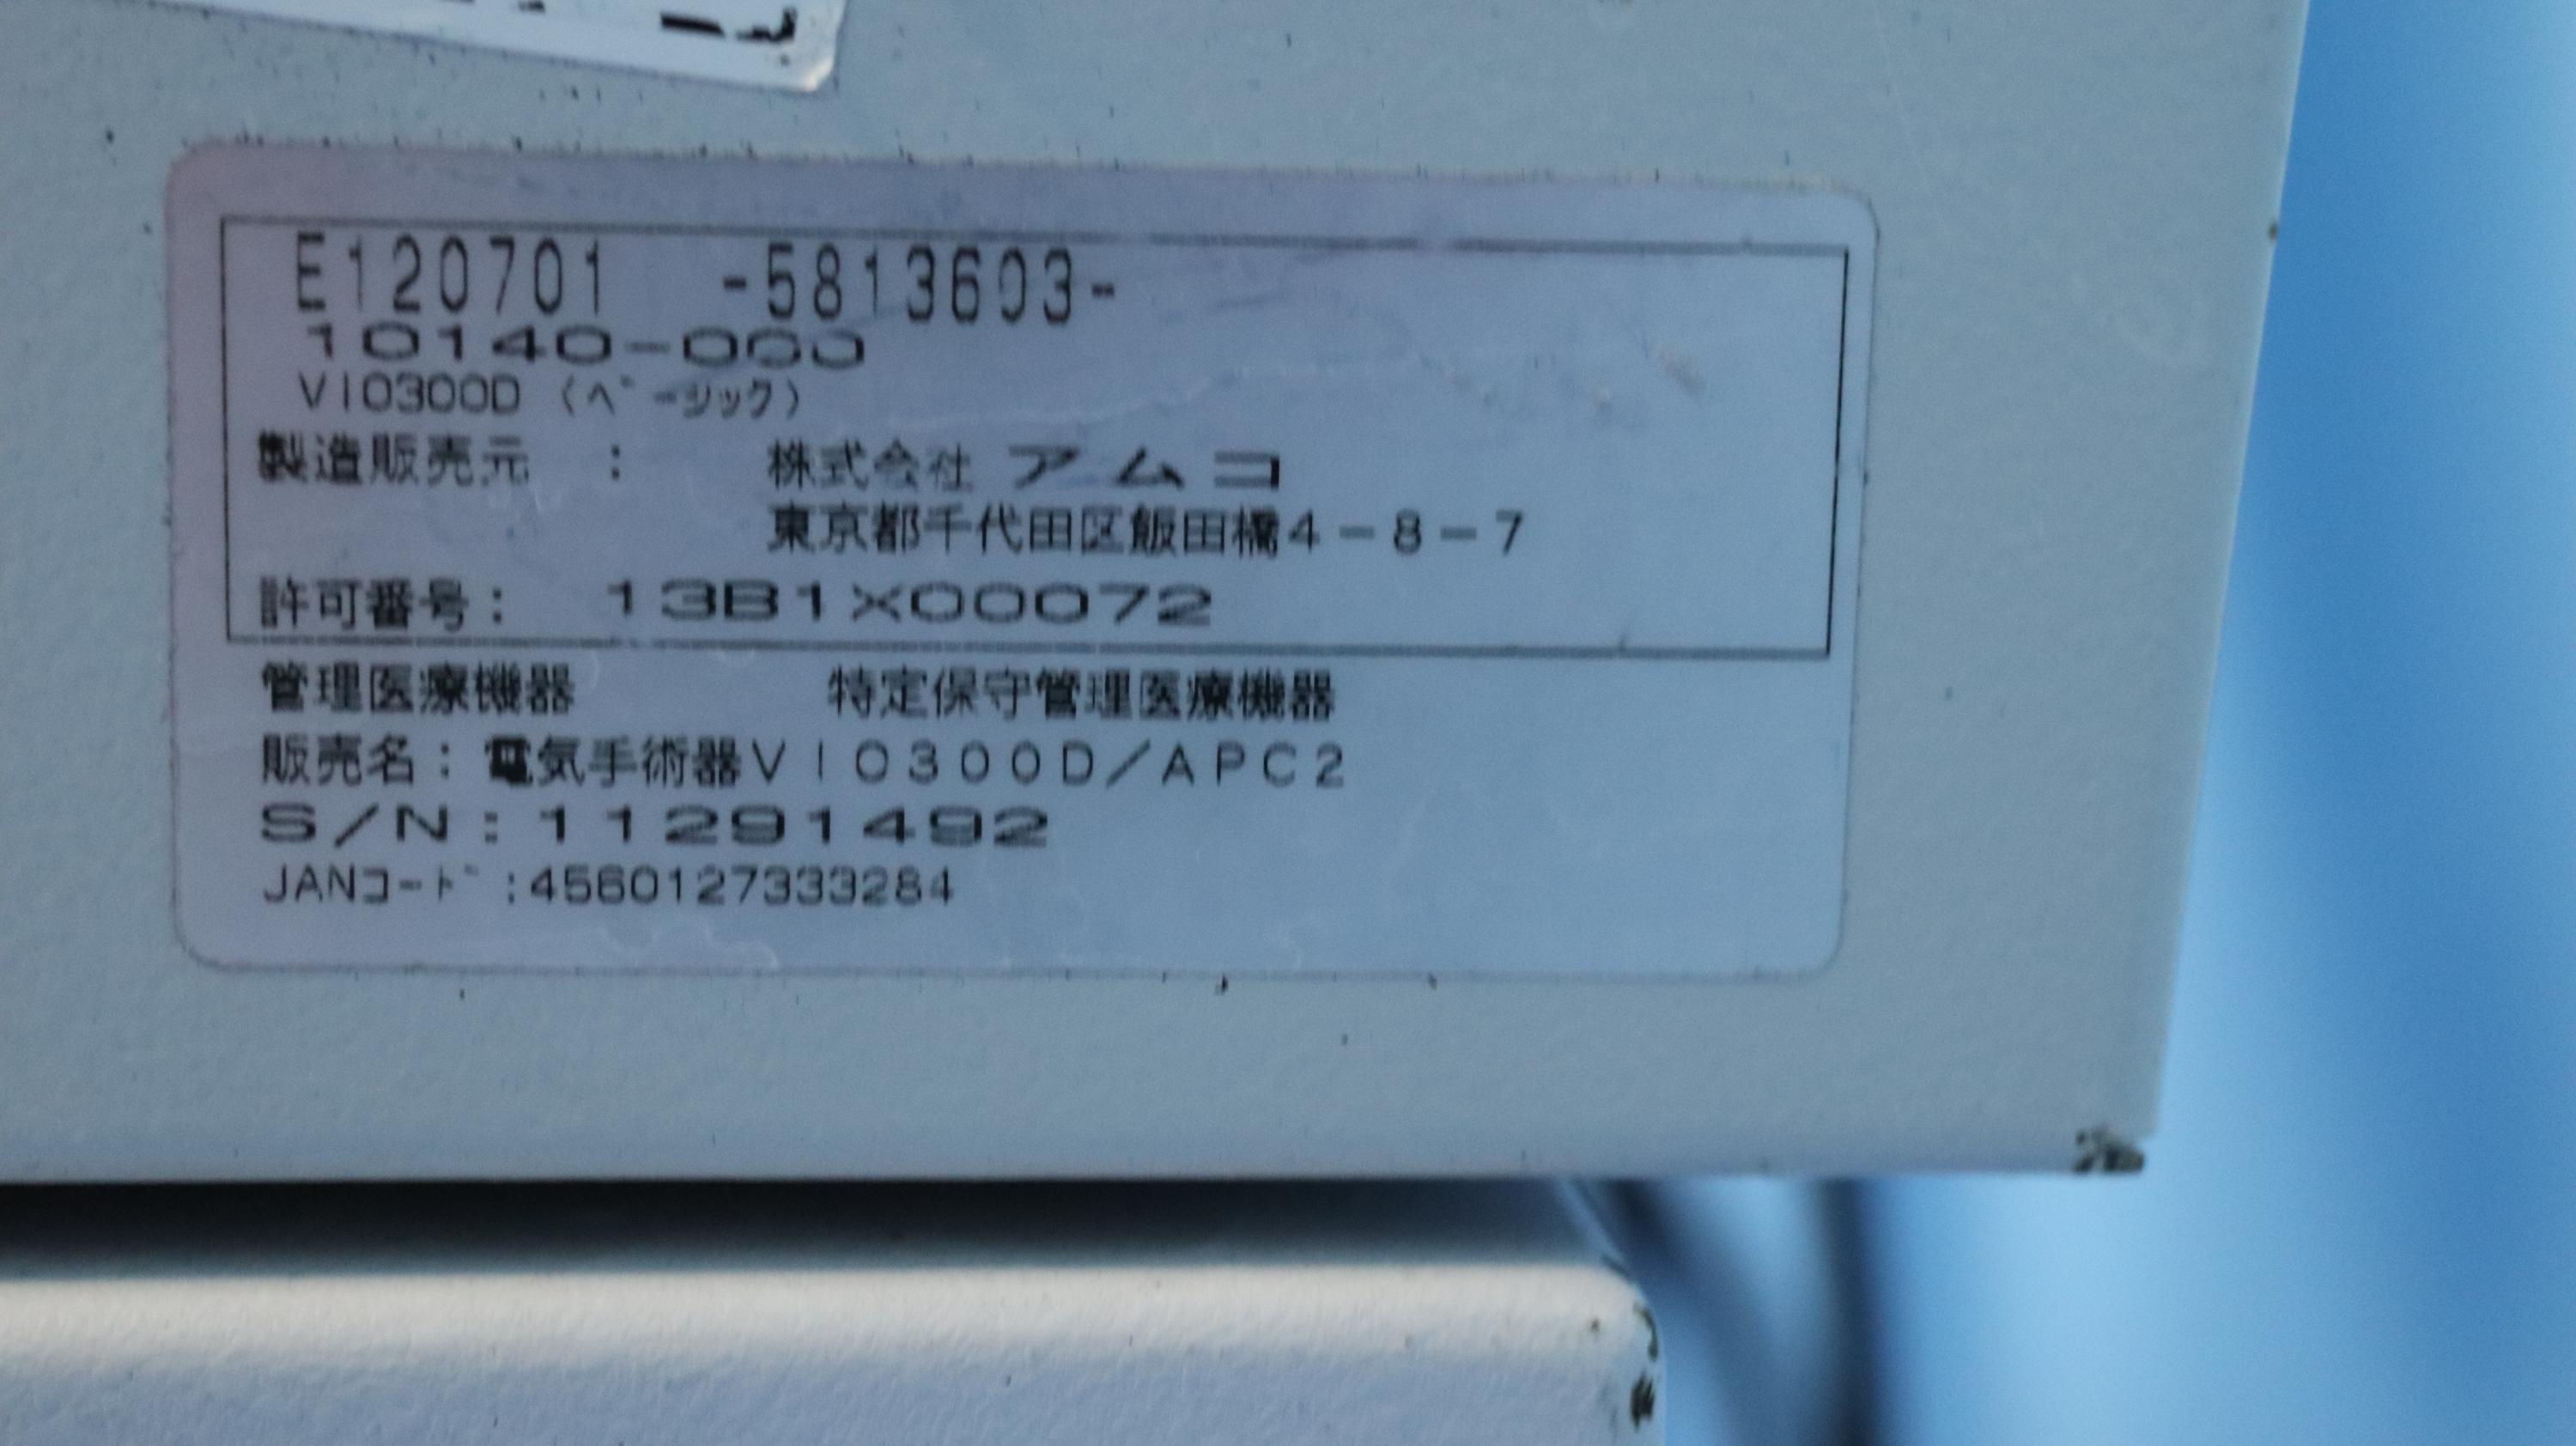 E120701 -5813603-
10140-000
VIO300D (ベーシック)
製造販売元 : 株式会社 アムコ
東京都千代田区飯田橋4-8-7
許可番号: 13B1X00072
管理医療機器 特定保守管理医療機器
販売名:電気手術器VIO300D/APC2
S/N:11291492
JANコード:4560127333284